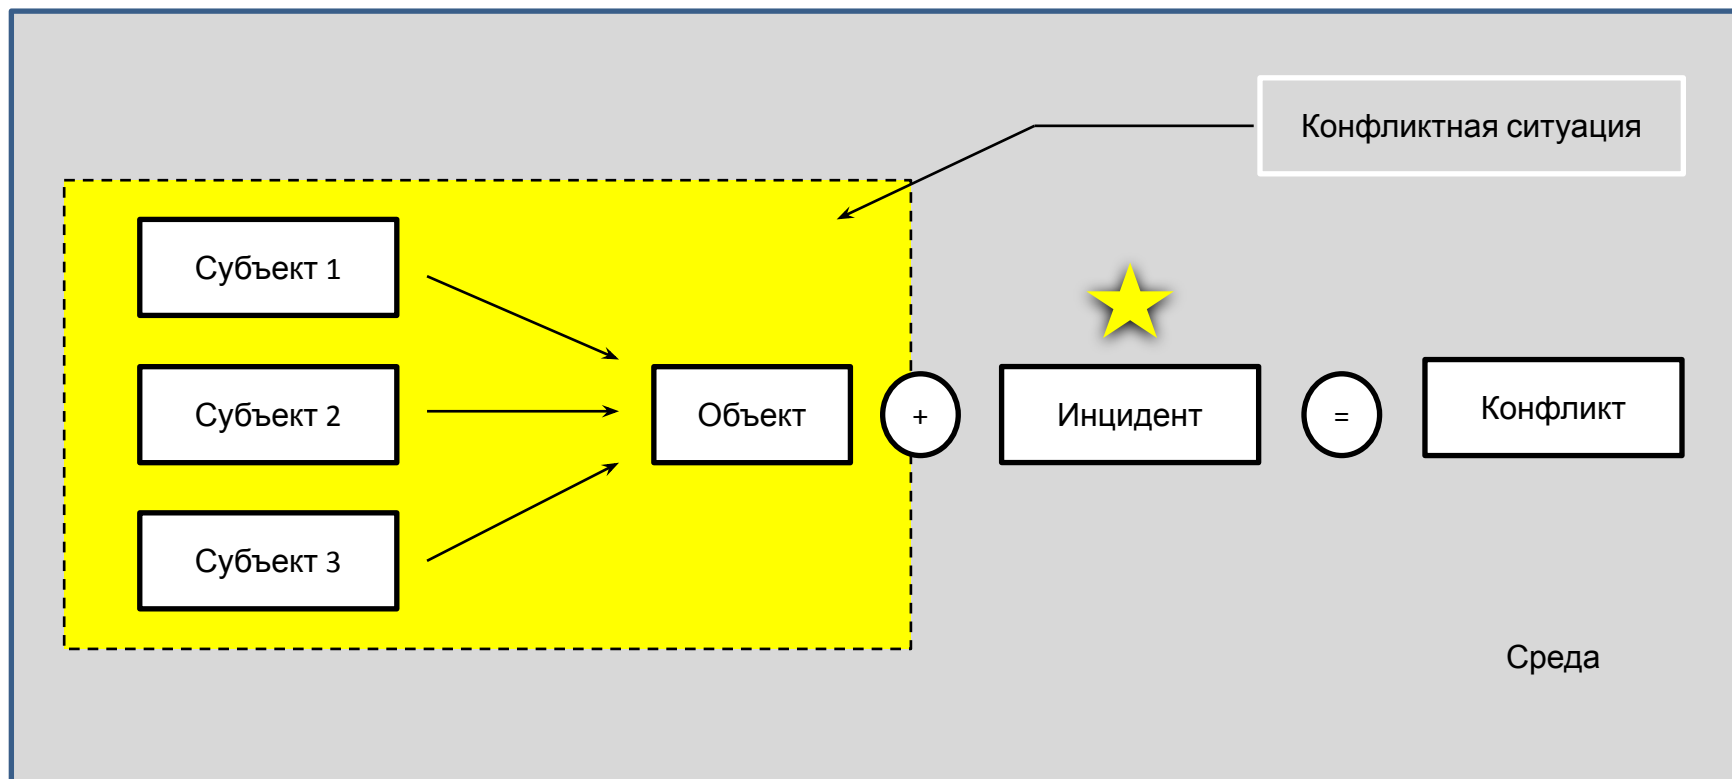 Конфликтная ситуация
Субъект 1
Субъект 2
Субъект 3
Объект
+
Инцидент
=
Конфликт
Среда